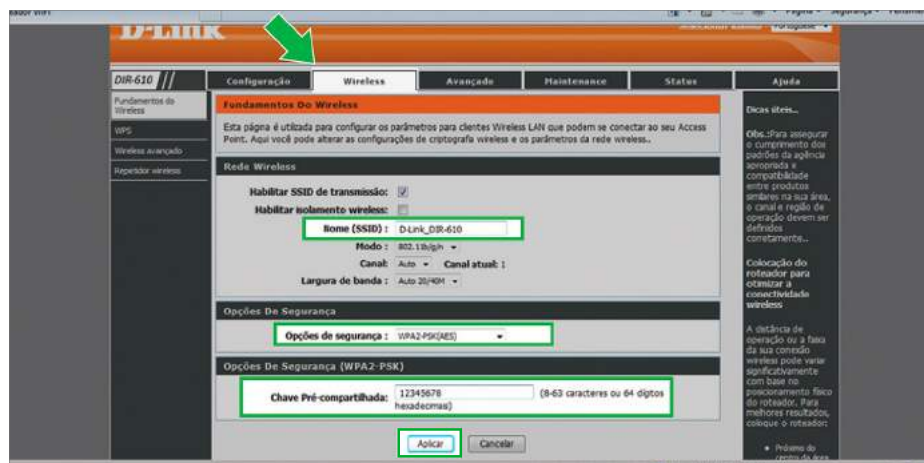 D-Link
DIR-610
Configuração
Wireless
Avançado
Maintenance
Status
Ajuda
Fundamentos do
Wireless
WPS
Wireless avançado
Repetidor wireless
Fundamentos Do Wireless
Esta página é utilizada para configurar os parâmetros para clientes Wireless LAN que podem se conectar ao seu Access
Point. Aqui você pode alterar as configurações de criptografia wireless e os parâmetros da rede wireless..
Rede Wireless
Habilitar SSID de transmissão:
Habilitar isolamento wireless:
Nome (SSID) : D-Link_DIR-610
Modo : 802.11b/g/n
Canal: Auto Canal atual: 1
Largura de banda : Auto 20/40M
Opções De Segurança
Opções de segurança : WPA2-PSK(AES)
Opções De Segurança (WPA2-PSK)
Chave Pré-compartilhada: 12345678 (8-63 caracteres ou 64 dígitos
hexadecimais)
Aplicar
Cancelar
Dicas úteis..
Obs.:Para assegurar
o cumprimento dos
padrões da agência
apropriada e
compatibilidade
entre produtos
similares na sua área,
o canal e região de
operação devem ser
definidos
corretamente..
Colocação do
roteador para
otimizar a
conectividade
wireless
A distância de
operação ou a faixa
da sua conexão
wireless pode variar
significativamente
com base no
posicionamento físico
do roteador. Para
melhores resultados,
coloque o roteador:
Próximo do
centro da área